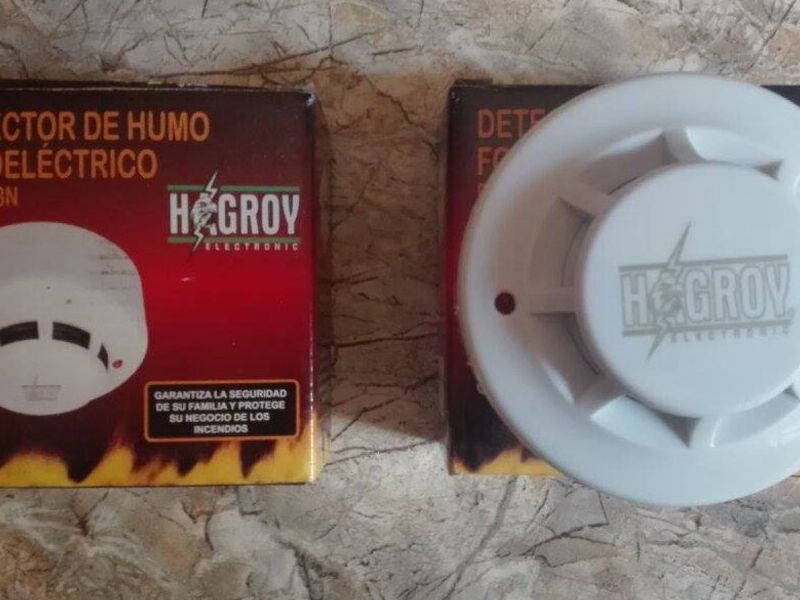 ECTOR DE HUMO
OELÉCTRICO
3N
HAGROY
ELECTRONIC
GARANTIZA LA SEGURIDAD
DE SU FAMILIA Y PROTEGE
SU NEGOCIO DE LOS
INCENDIOS
DETE
FO
HAGROY
ELECTRONIC